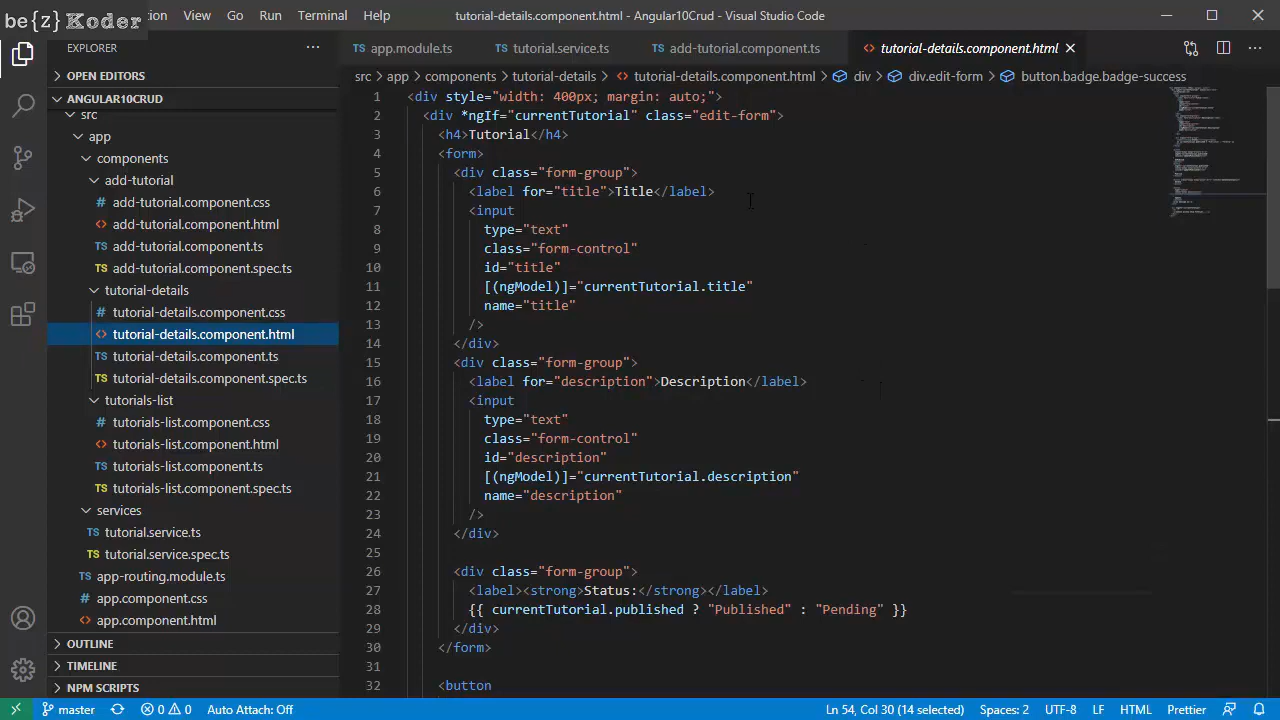 be{z} Koder
tion View Go Run Terminal Help
tutorial-details.component.html - Angular10Crud - Visual Studio Code
EXPLORER
OPEN EDITORS
ANGULAR10CRUD
src
app
components
add-tutorial
# add-tutorial.component.css
<> add-tutorial.component.html
TS add-tutorial.component.ts
TS add-tutorial.component.spec.ts
tutorial-details
# tutorial-details.component.css
<> tutorial-details.component.html
TS tutorial-details.component.ts
TS tutorial-details.component.spec.ts
tutorials-list
# tutorials-list.component.css
<> tutorials-list.component.html
TS tutorials-list.component.ts
TS tutorials-list.component.spec.ts
services
TS tutorial.service.ts
TS tutorial.service.spec.ts
TS app-routing.module.ts
# app.component.css
<> app.component.html
OUTLINE
TIMELINE
NPM SCRIPTS
TS app.module.ts TS tutorial.service.ts TS add-tutorial.component.ts <> tutorial-details.component.html
src > app > components > tutorial-details > <> tutorial-details.component.html > div > div.edit-form > button.badge.badge-success
1 <div style="width: 400px; margin: auto;">
2 <div *ngIf="currentTutorial" class="edit-form">
3 <h4>Tutorial</h4>
4 <form>
5 <div class="form-group">
6 <label for="title">Title</label>
7 <input
8 type="text"
9 class="form-control"
10 id="title"
11 [(ngModel)]="currentTutorial.title"
12 name="title"
13 />
14 </div>
15 <div class="form-group">
16 <label for="description">Description</label>
17 <input
18 type="text"
19 class="form-control"
20 id="description"
21 [(ngModel)]="currentTutorial.description"
22 name="description"
23 />
24 </div>
25
26 <div class="form-group">
27 <label><strong>Status:</strong></label>
28 {{ currentTutorial.published ? "Published" : "Pending" }}
29 </div>
30 </form>
31
32 <button
master 0 0 Auto Attach: Off
Ln 54, Col 30 (14 selected) Spaces: 2 UTF-8 LF HTML Prettier